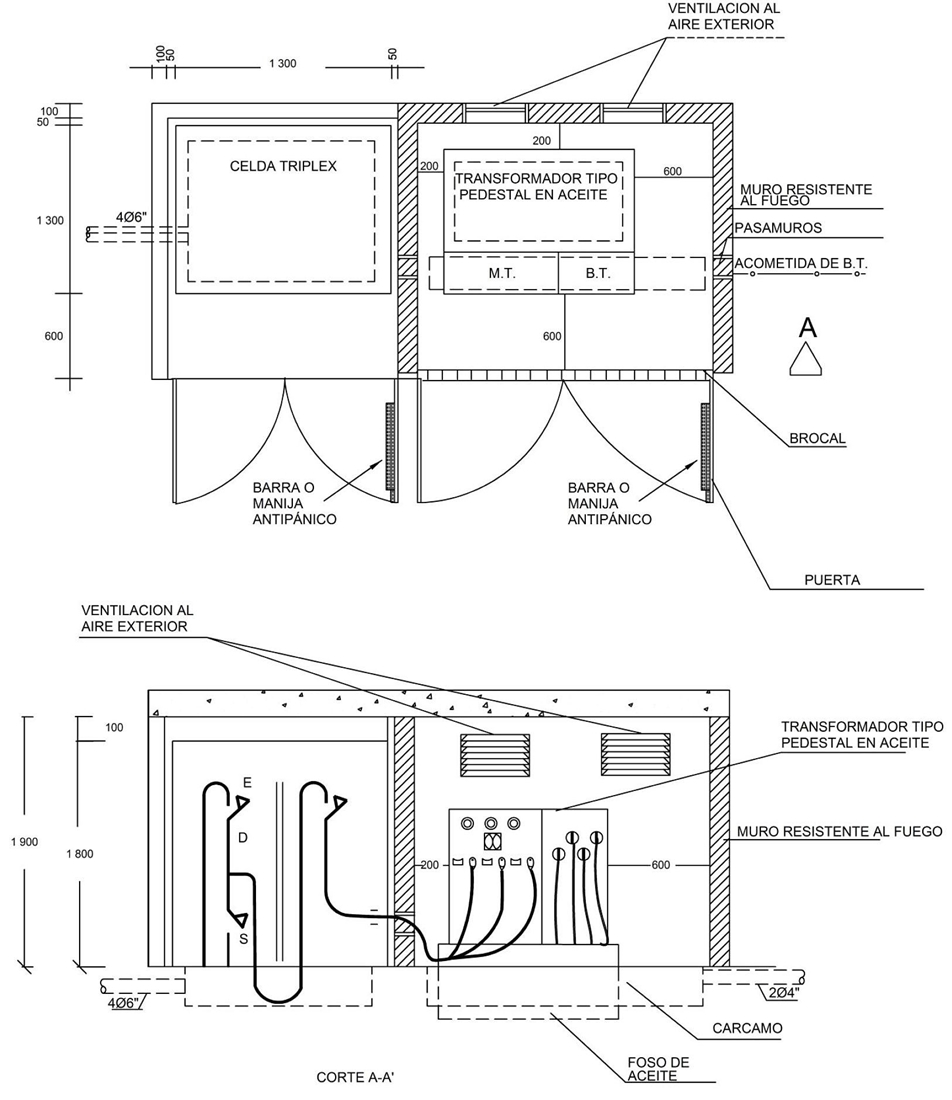 VENTILACION AL
AIRE EXTERIOR
100
50
1 300
50
100
50
1 300
600
4Ø6"
CELDA TRIPLEX
200
200
600
TRANSFORMADOR TIPO
PEDESTAL EN ACEITE
M.T.
B.T.
600
MURO RESISTENTE
AL FUEGO
PASAMUROS
ACOMETIDA DE B.T.
A
BROCAL
BARRA O
MANIJA
ANTIPÁNICO
BARRA O
MANIJA
ANTIPÁNICO
PUERTA
VENTILACION AL
AIRE EXTERIOR
100
1 900
1 800
E
D
S
200
600
TRANSFORMADOR TIPO
PEDESTAL EN ACEITE
MURO RESISTENTE AL FUEGO
4Ø6"
2Ø4"
CARCAMO
FOSO DE
ACEITE
CORTE A-A'